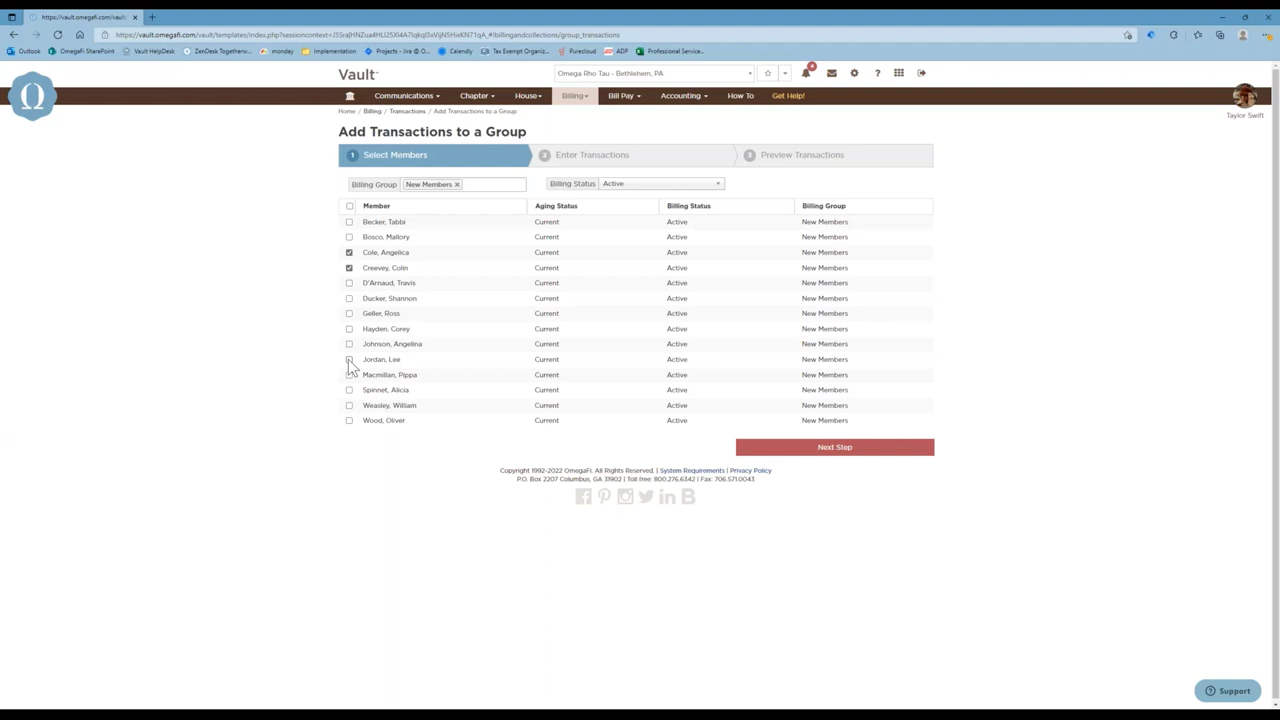 https://vault.omegafi.com/vault
Outlook OmegaFi SharePoint Vault HelpDesk ZenDesk Togetherw... monday Implementation Projects - Jira @ O... Calendly Tax Exempt Organiz... Purecloud ADP Professional Service...
Vault
Omega Rho Tau - Bethlehem, PA
4
Communications Chapter House Billing Bill Pay Accounting How To Get Help!
Taylor Swift
Home / Billing / Transactions / Add Transactions to a Group
Add Transactions to a Group
1 Select Members 2 Enter Transactions 3 Preview Transactions
Billing Group New Members x Billing Status Active
Member Aging Status Billing Status Billing Group
Becker, Tabbi Current Active New Members
Bosco, Mallory Current Active New Members
Cole, Angelica Current Active New Members
Creevey, Colin Current Active New Members
D'Arnaud, Travis Current Active New Members
Ducker, Shannon Current Active New Members
Geller, Ross Current Active New Members
Hayden, Corey Current Active New Members
Johnson, Angelina Current Active New Members
Jordan, Lee Current Active New Members
Macmillan, Pippa Current Active New Members
Spinnet, Alicia Current Active New Members
Weasley, William Current Active New Members
Wood, Oliver Current Active New Members
Next Step
Copyright 1992-2022 OmegaFi. All Rights Reserved. | System Requirements | Privacy Policy
P.O. Box 2207 Columbus, GA 31902 | Toll free: 800.276.6342 | Fax: 706.571.0043
Support